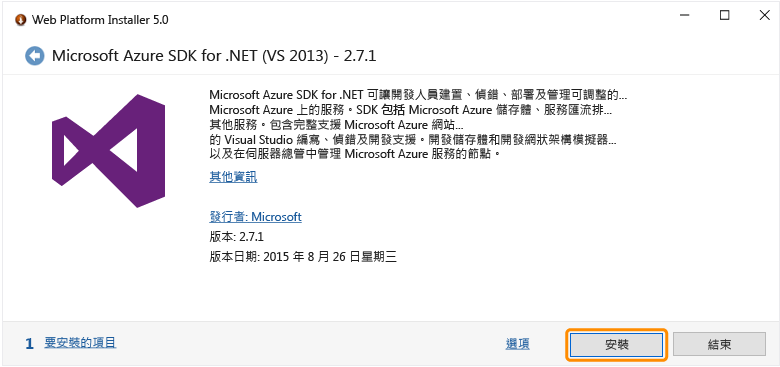 Web Platform Installer 5.0
Microsoft Azure SDK for .NET (VS 2013) - 2.7.1
Microsoft Azure SDK for .NET 可讓開發人員建置、偵錯、部署及管理可調整的...
Microsoft Azure 上的服務。SDK 包括 Microsoft Azure 儲存體、服務匯流排...
其他服務。包含完整支援 Microsoft Azure 網站...
的 Visual Studio 編寫、偵錯及開發支援。開發儲存體和開發網狀架構模擬器...
以及在伺服器總管中管理 Microsoft Azure 服務的節點。
其他資訊
發行者: Microsoft
版本: 2.7.1
版本日期: 2015 年 8 月 26 日星期三
1 要安裝的項目
選項
安裝
結束